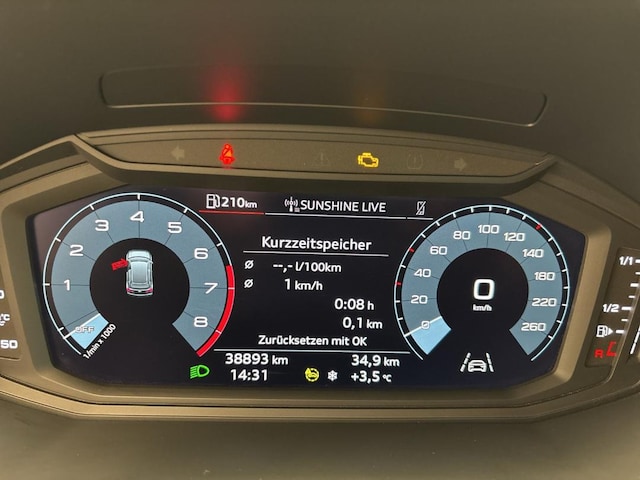 210km SUNSHINE LIVE
Kurzzeitspeicher
Ø --,- l/100km
Ø 1 km/h
0:08 h
0,1 km
Zurücksetzen mit OK
38893 km 34,9 km
14:31 +3,5 °C
OFF 1 2 3 4 5 6 7 8
1/min x 1000
0 20 40 60 80 100 120 140 180 220 260
0
km/h
1/1
1/2
R
°C
50